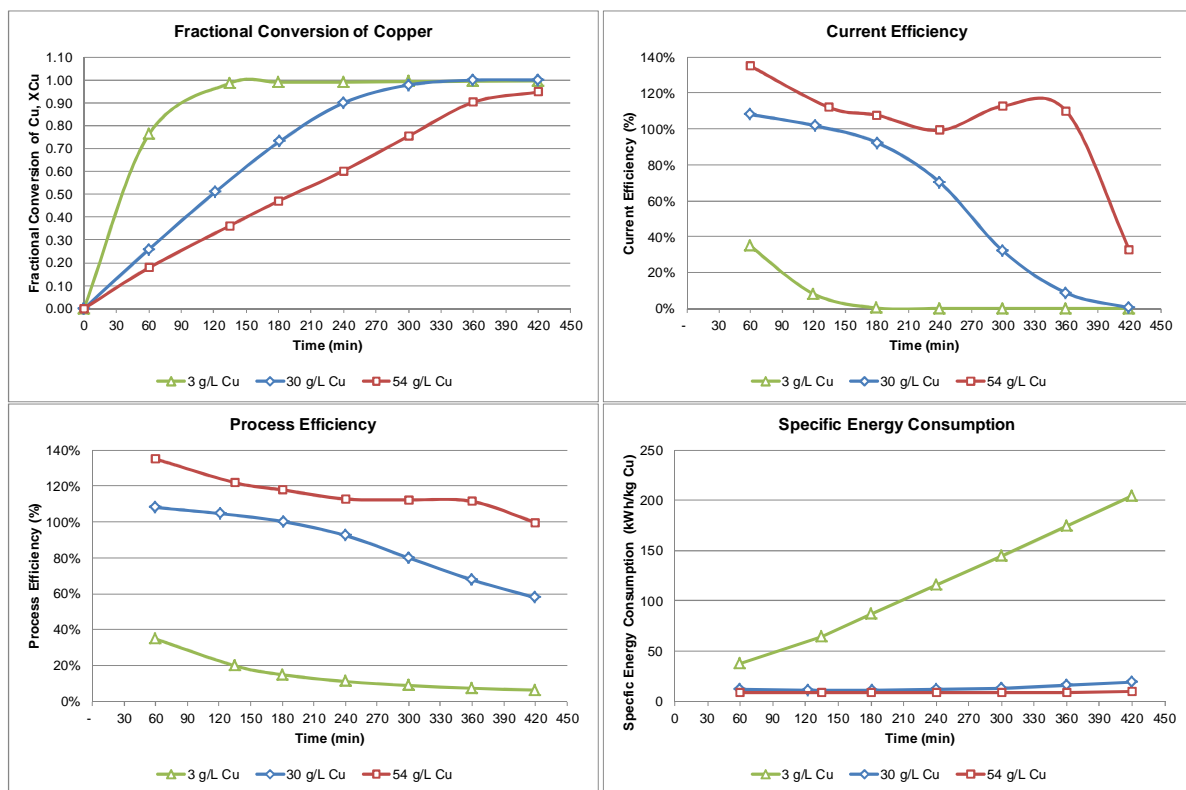 Fractional Conversion of Copper
Fractional Conversion of Cu, XCu
1.10
1.00
0.90
0.80
0.70
0.60
0.50
0.40
0.30
0.20
0.10
0.00
0 30 60 90 120 150 180 210 240 270 300 330 360 390 420 450
Time (min)
3 g/L Cu 30 g/L Cu 54 g/L Cu
Current Efficiency
Current Efficiency (%)
140%
120%
100%
80%
60%
40%
20%
0%
- 30 60 90 120 150 180 210 240 270 300 330 360 390 420 450
Time (min)
3 g/L Cu 30 g/L Cu 54 g/L Cu
Process Efficiency
Process Efficiency (%)
140%
120%
100%
80%
60%
40%
20%
0%
- 30 60 90 120 150 180 210 240 270 300 330 360 390 420 450
Time (min)
3 g/L Cu 30 g/L Cu 54 g/L Cu
Specific Energy Consumption
Specfic Energy Consumption (kWh/kg Cu)
250
200
150
100
50
0
0 30 60 90 120 150 180 210 240 270 300 330 360 390 420 450
Time (min)
3 g/L Cu 30 g/L Cu 54 g/L Cu